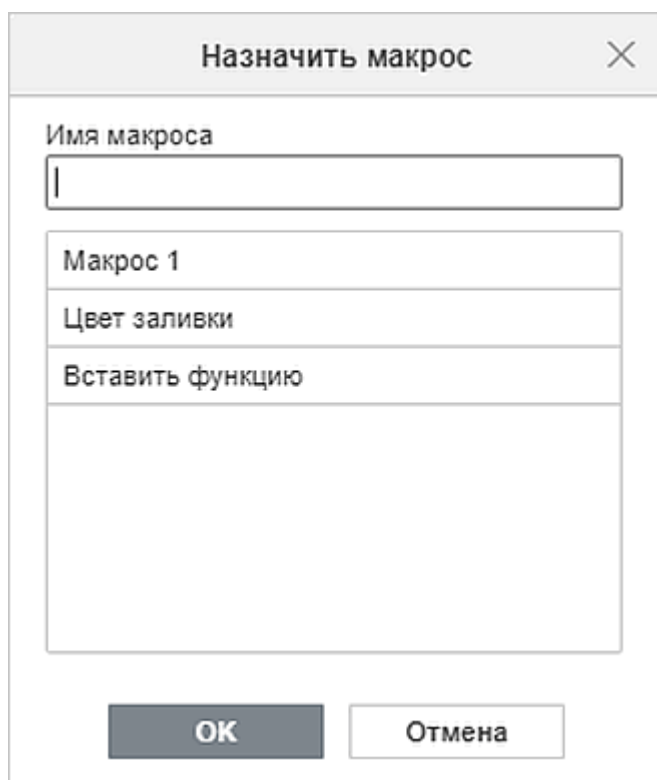 Назначить макрос
Имя макроса
Макрос 1
Цвет заливки
Вставить функцию
OK
Отмена